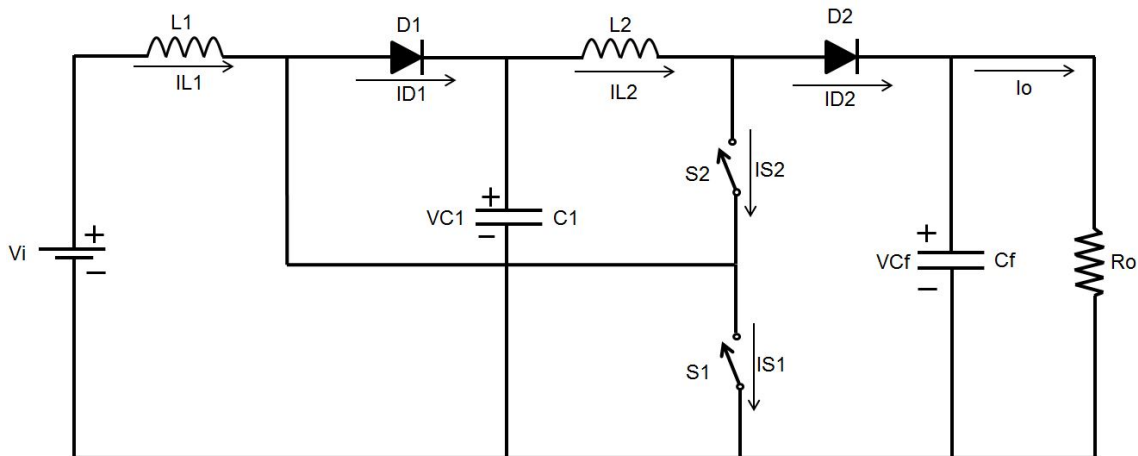 L1
D1
L2
D2
IL1
ID1
IL2
ID2
Io
S2
IS2
+
VC1
C1
−
+
Vi
−
+
VCf
Cf
−
Ro
S1
IS1